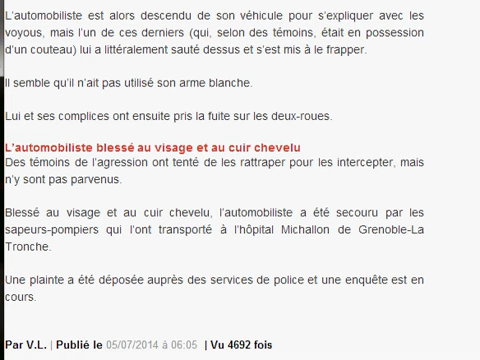 L'automobiliste est alors descendu de son véhicule pour s'expliquer avec les
voyous, mais l'un de ces derniers (qui, selon des témoins, était en possession
d'un couteau) lui a littéralement sauté dessus et s'est mis à le frapper.
Il semble qu'il n'ait pas utilisé son arme blanche.
Lui et ses complices ont ensuite pris la fuite sur les deux-roues.
L'automobiliste blessé au visage et au cuir chevelu
Des témoins de l'agression ont tenté de les rattraper pour les intercepter, mais
n'y sont pas parvenus.
Blessé au visage et au cuir chevelu, l'automobiliste a été secouru par les
sapeurs-pompiers qui l'ont transporté à l'hôpital Michallon de Grenoble-La
Tronche.
Une plainte a été déposée auprès des services de police et une enquête est en
cours.
Par V.L. | Publié le 05/07/2014 à 06:05 | Vu 4692 fois